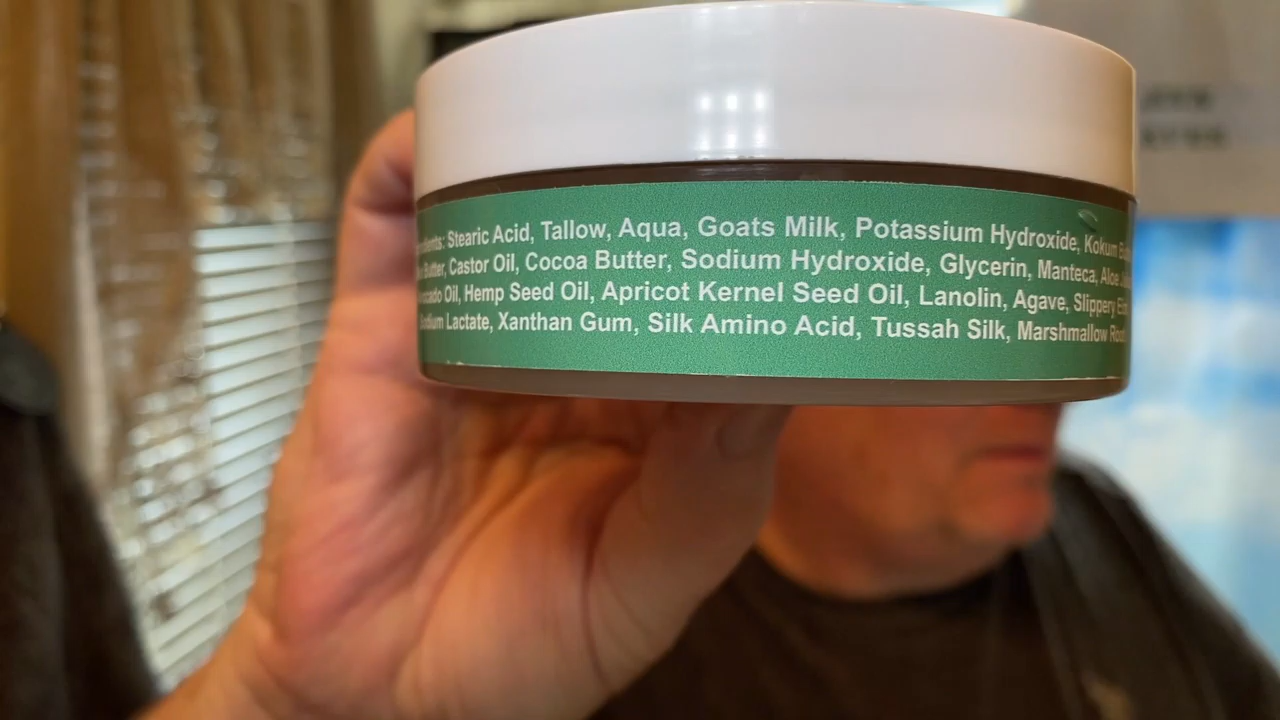 Stearic Acid, Tallow, Aqua, Goats Milk, Potassium Hydroxide, Kokum
Butter, Castor Oil, Cocoa Butter, Sodium Hydroxide, Glycerin, Manteca, Aloe
Oil, Hemp Seed Oil, Apricot Kernel Seed Oil, Lanolin, Agave, Slippery
Lactate, Xanthan Gum, Silk Amino Acid, Tussah Silk, Marshmallow